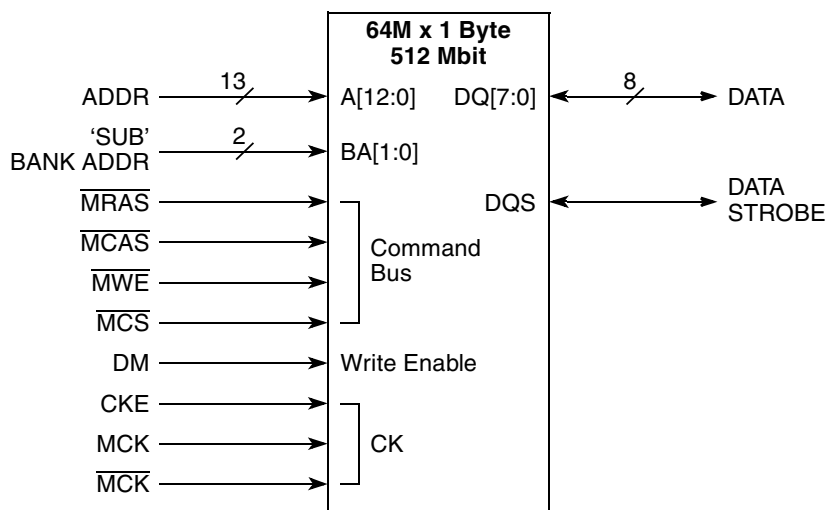 64M x 1 Byte
512 Mbit
ADDR 13 A[12:0] DQ[7:0] 8 DATA
‘SUB’
BANK ADDR 2 BA[1:0]
MRAS DQS DATA
STROBE
MCAS Command
Bus
MWE
MCS
DM Write Enable
CKE
MCK CK
MCK